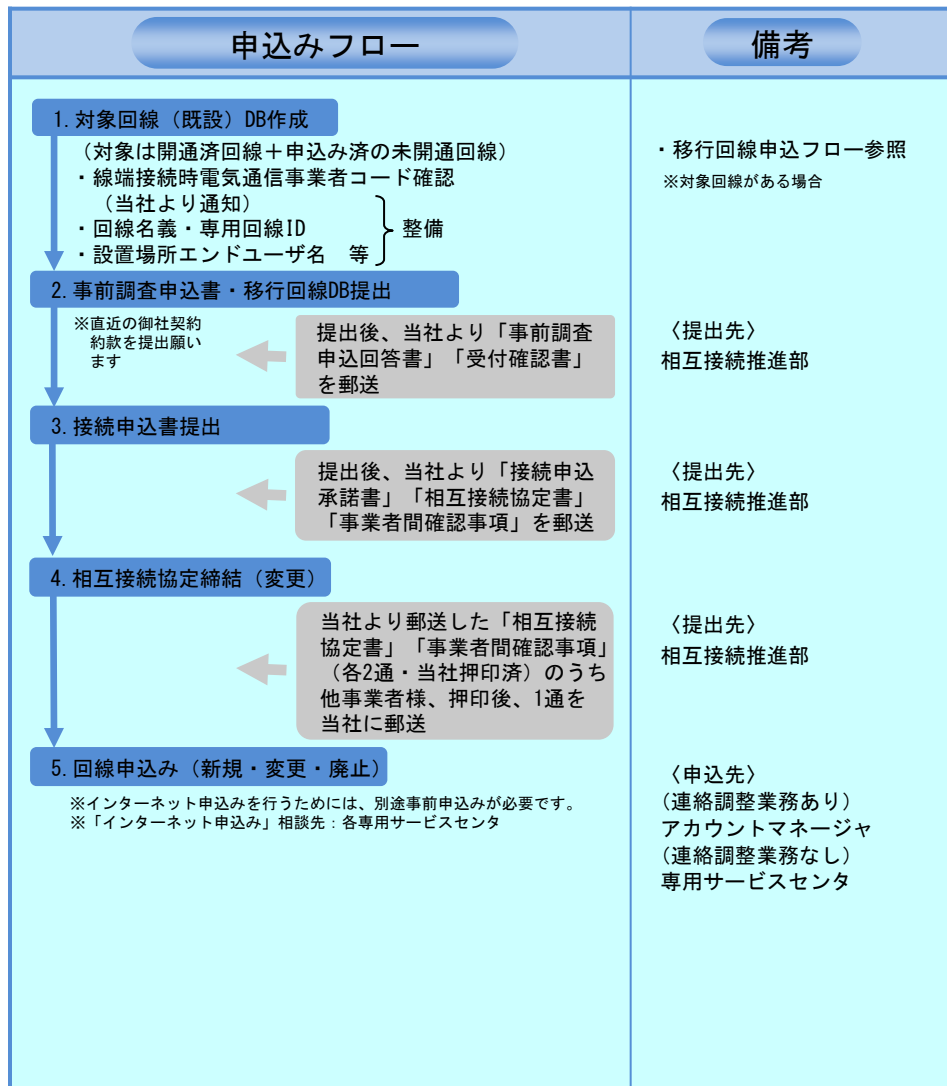 申込みフロー
備考
1. 対象回線（既設）DB作成
（対象は開通済回線＋申込み済の未開通回線）
・線端接続時電気通信事業者コード確認
（当社より通知）
・回線名義・専用回線ID
・設置場所エンドユーザ名　等
整備
・移行回線申込フロー参照
※対象回線がある場合
2. 事前調査申込書・移行回線DB提出
※直近の御社契約
約款を提出願い
ます
提出後、当社より「事前調査
申込回答書」「受付確認書」
を郵送
〈提出先〉
相互接続推進部
3. 接続申込書提出
提出後、当社より「接続申込
承諾書」「相互接続協定書」
「事業者間確認事項」を郵送
〈提出先〉
相互接続推進部
4. 相互接続協定締結（変更）
当社より郵送した「相互接続
協定書」「事業者間確認事項」
（各2通・当社押印済）のうち
他事業者様、押印後、1通を
当社に郵送
〈提出先〉
相互接続推進部
5. 回線申込み（新規・変更・廃止）
※インターネット申込みを行うためには、別途事前申込みが必要です。
※「インターネット申込み」相談先：各専用サービスセンタ
〈申込先〉
（連絡調整業務あり）
アカウントマネージャ
（連絡調整業務なし）
専用サービスセンタ